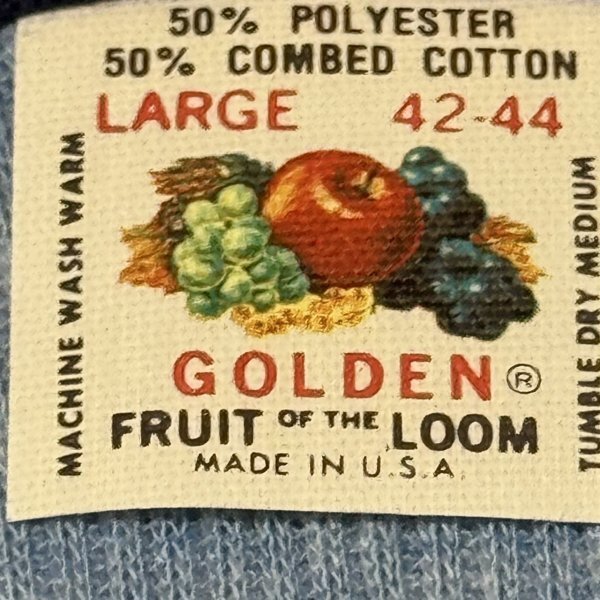 50% POLYESTER
50% COMBED COTTON
LARGE 42-44
MACHINE WASH WARM
TUMBLE DRY MEDIUM
GOLDEN®
FRUIT OF THE LOOM
MADE IN U.S.A.